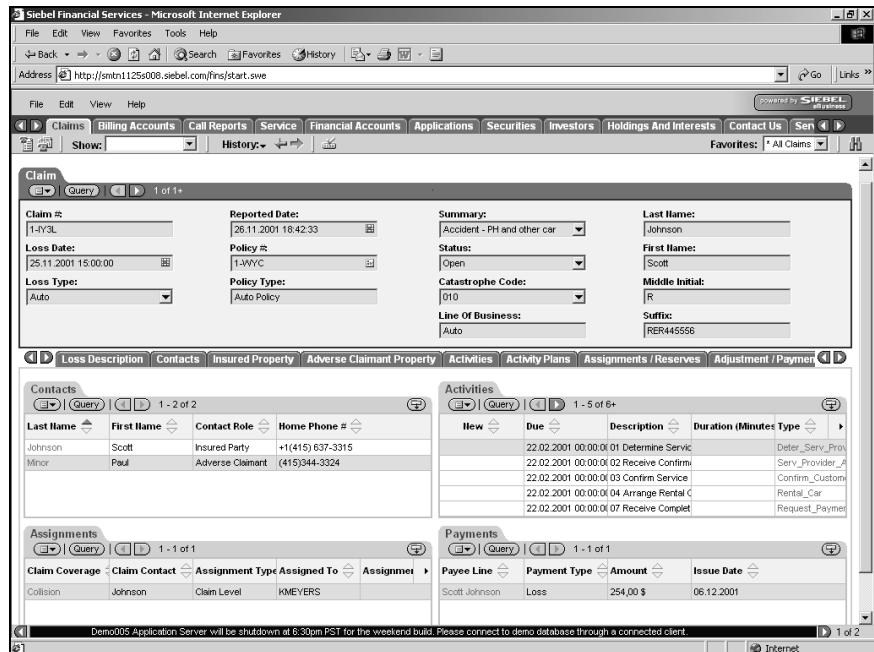 Siebel Financial Services - Microsoft Internet Explorer
File Edit View Favorites Tools Help
Back Search Favorites History
Address http://smtn1125s008.siebel.com/fins/start.swe Go Links »
File Edit View Help powered by SIEBEL eBusiness
Claims Billing Accounts Call Reports Service Financial Accounts Applications Securities Investors Holdings And Interests Contact Us Serv
Show: History: Favorites: * All Claims
Claim
Query 1 of 1+
Claim #: Reported Date: Summary: Last Name:
1-IY3L 26.11.2001 18:42:33 Accident - PH and other car Johnson
Loss Date: Policy #: Status: First Name:
25.11.2001 15:00:00 1-WYC Open Scott
Loss Type: Policy Type: Catastrophe Code: Middle Initial:
Auto Auto Policy 010 R
Line Of Business: Suffix:
Auto RER445556
Loss Description Contacts Insured Property Adverse Claimant Property Activities Activity Plans Assignments / Reserves Adjustment / Paymen
Contacts Activities
Query 1 - 2 of 2 Query 1 - 5 of 6+
Last Name First Name Contact Role Home Phone # New Due Description Duration (Minutes Type
Johnson Scott Insured Party +1(415) 637-3315 22.02.2001 00:00:0 01 Determine Servic Deter_Serv_Prov
Minor Paul Adverse Claimant (415)344-3324 22.02.2001 00:00:0 02 Receive Confirm Serv_Provider_A
22.02.2001 00:00:0 03 Confirm Service Confirm_Custom
22.02.2001 00:00:0 04 Arrange Rental C Rental_Car
22.02.2001 00:00:0 07 Receive Complet Request_Paymer
Assignments Payments
Query 1 - 1 of 1 Query 1 - 1 of 1
Claim Coverage Claim Contact Assignment Type Assigned To Assignmen Payee Line Payment Type Amount Issue Date
Collision Johnson Claim Level KMEYERS Scott Johnson Loss 254,00 $ 06.12.2001
Demo005 Application Server will be shutdown at 6:30pm PST for the weekend build. Please connect to demo database through a connected client. 1 of 2
Internet